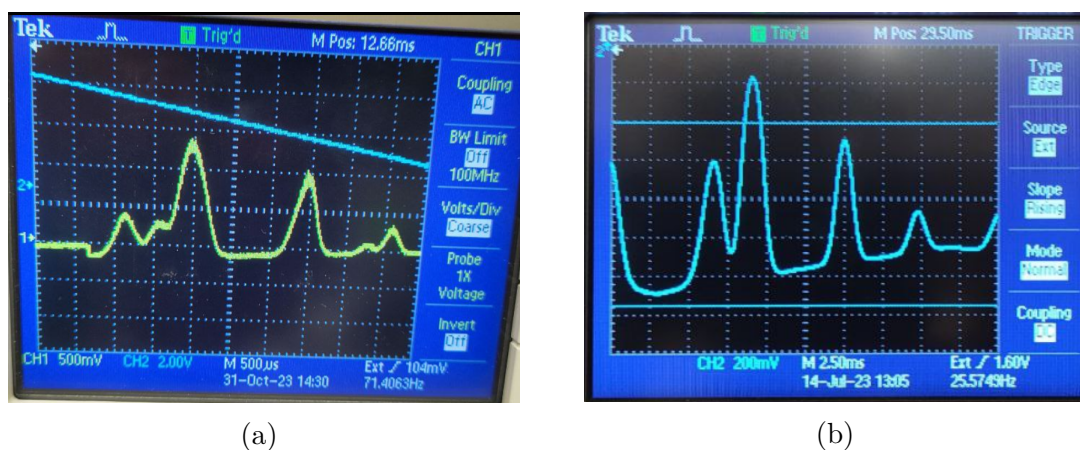 Tek Trig'd M Pos: 12.66ms CH1
Coupling
AC
BW Limit
Off
100MHz
Volts/Div
Coarse
Probe
1X
Voltage
Invert
Off
2
1
CH1 500mV CH2 2.00V M 500µs Ext 104mV
31-Oct-23 14:30 71.4063Hz
(a)
Tek Trig'd M Pos: 29.50ms TRIGGER
2
Type
Edge
Source
Ext
Slope
Rising
Mode
Normal
Coupling
DC
CH2 200mV M 2.50ms Ext 1.60V
14-Jul-23 13:05 25.5749Hz
(b)